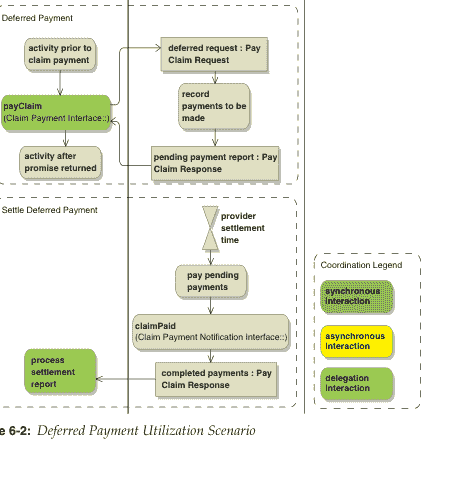 Deferred Payment
activity prior to
claim payment
deferred request : Pay
Claim Request
payClaim
(Claim Payment Interface::)
record
payments to be
made
activity after
promise returned
pending payment report : Pay
Claim Response
Settle Deferred Payment
provider
settlement
time
pay pending
payments
claimPaid
(Claim Payment Notification Interface::)
process
settlement
report
completed payments : Pay
Claim Response
Coordination Legend
synchronous
interaction
asynchronous
interaction
delegation
interaction
e 6-2: Deferred Payment Utilization Scenario